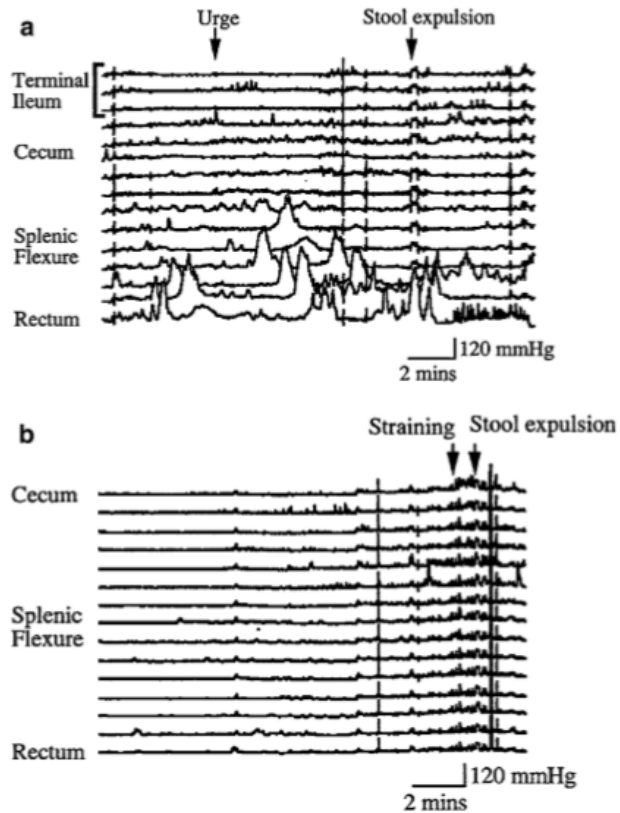 a
Urge
Stool expulsion
Terminal
Ileum
Cecum
Splenic
Flexure
Rectum
120 mmHg
2 mins
b
Straining
Stool expulsion
Cecum
Splenic
Flexure
Rectum
120 mmHg
2 mins